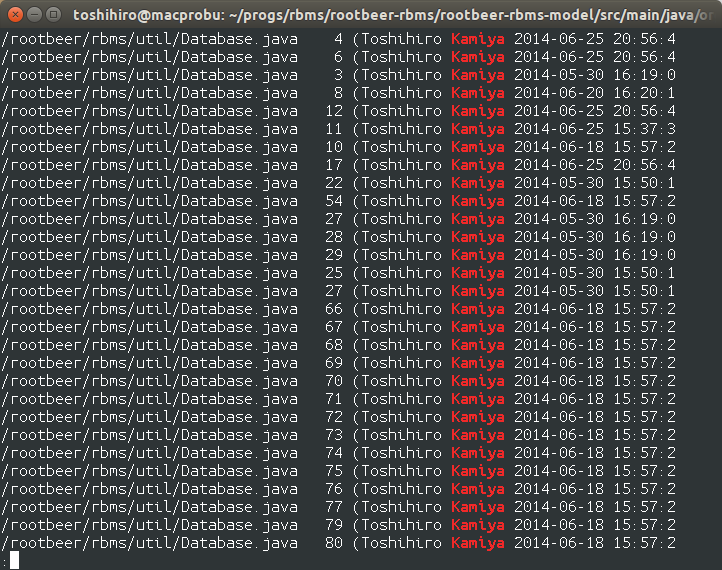 toshihiro@macprobu: ~/progs/rbms/rootbeer-rbms/rootbeer-rbms-model/src/main/java/or
/rootbeer/rbms/util/Database.java   4 (Toshihiro Kamiya 2014-06-25 20:56:4
/rootbeer/rbms/util/Database.java   6 (Toshihiro Kamiya 2014-06-25 20:56:4
/rootbeer/rbms/util/Database.java   3 (Toshihiro Kamiya 2014-05-30 16:19:0
/rootbeer/rbms/util/Database.java   8 (Toshihiro Kamiya 2014-06-20 16:20:1
/rootbeer/rbms/util/Database.java  12 (Toshihiro Kamiya 2014-06-25 20:56:4
/rootbeer/rbms/util/Database.java  11 (Toshihiro Kamiya 2014-06-25 15:37:3
/rootbeer/rbms/util/Database.java  10 (Toshihiro Kamiya 2014-06-18 15:57:2
/rootbeer/rbms/util/Database.java  17 (Toshihiro Kamiya 2014-06-25 20:56:4
/rootbeer/rbms/util/Database.java  22 (Toshihiro Kamiya 2014-05-30 15:50:1
/rootbeer/rbms/util/Database.java  54 (Toshihiro Kamiya 2014-06-18 15:57:2
/rootbeer/rbms/util/Database.java  27 (Toshihiro Kamiya 2014-05-30 16:19:0
/rootbeer/rbms/util/Database.java  28 (Toshihiro Kamiya 2014-05-30 16:19:0
/rootbeer/rbms/util/Database.java  29 (Toshihiro Kamiya 2014-05-30 16:19:0
/rootbeer/rbms/util/Database.java  25 (Toshihiro Kamiya 2014-05-30 15:50:1
/rootbeer/rbms/util/Database.java  27 (Toshihiro Kamiya 2014-05-30 15:50:1
/rootbeer/rbms/util/Database.java  66 (Toshihiro Kamiya 2014-06-18 15:57:2
/rootbeer/rbms/util/Database.java  67 (Toshihiro Kamiya 2014-06-18 15:57:2
/rootbeer/rbms/util/Database.java  68 (Toshihiro Kamiya 2014-06-18 15:57:2
/rootbeer/rbms/util/Database.java  69 (Toshihiro Kamiya 2014-06-18 15:57:2
/rootbeer/rbms/util/Database.java  70 (Toshihiro Kamiya 2014-06-18 15:57:2
/rootbeer/rbms/util/Database.java  71 (Toshihiro Kamiya 2014-06-18 15:57:2
/rootbeer/rbms/util/Database.java  72 (Toshihiro Kamiya 2014-06-18 15:57:2
/rootbeer/rbms/util/Database.java  73 (Toshihiro Kamiya 2014-06-18 15:57:2
/rootbeer/rbms/util/Database.java  74 (Toshihiro Kamiya 2014-06-18 15:57:2
/rootbeer/rbms/util/Database.java  75 (Toshihiro Kamiya 2014-06-18 15:57:2
/rootbeer/rbms/util/Database.java  76 (Toshihiro Kamiya 2014-06-18 15:57:2
/rootbeer/rbms/util/Database.java  77 (Toshihiro Kamiya 2014-06-18 15:57:2
/rootbeer/rbms/util/Database.java  79 (Toshihiro Kamiya 2014-06-18 15:57:2
/rootbeer/rbms/util/Database.java  80 (Toshihiro Kamiya 2014-06-18 15:57:2
: